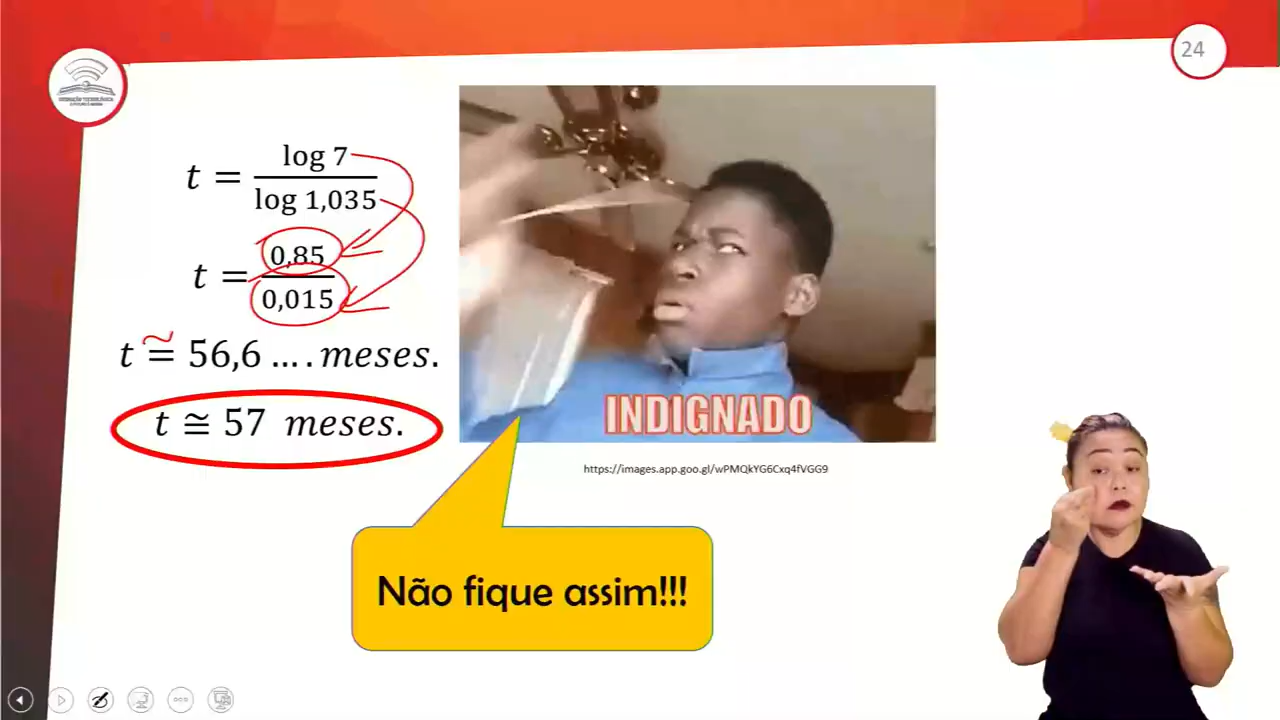 24
t = log 7 / log 1,035
t = 0,85 / 0,015
t ≅ 56,6 … . meses.
t ≅ 57 meses.
INDIGNADO
https://images.app.goo.gl/wPMQkYG6Cxq4fVGG9
Não fique assim!!!